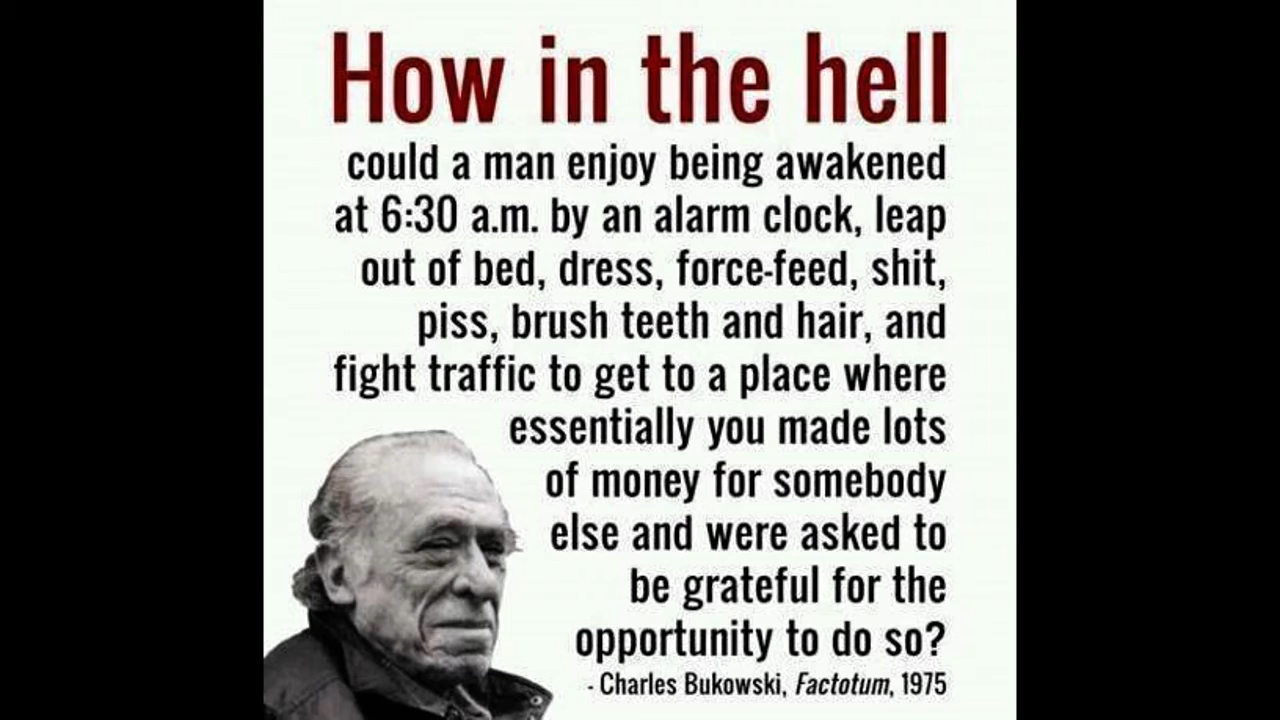 How in the hell
could a man enjoy being awakened
at 6:30 a.m. by an alarm clock, leap
out of bed, dress, force-feed, shit,
piss, brush teeth and hair, and
fight traffic to get to a place where
essentially you made lots
of money for somebody
else and were asked to
be grateful for the
opportunity to do so?
- Charles Bukowski, Factotum, 1975